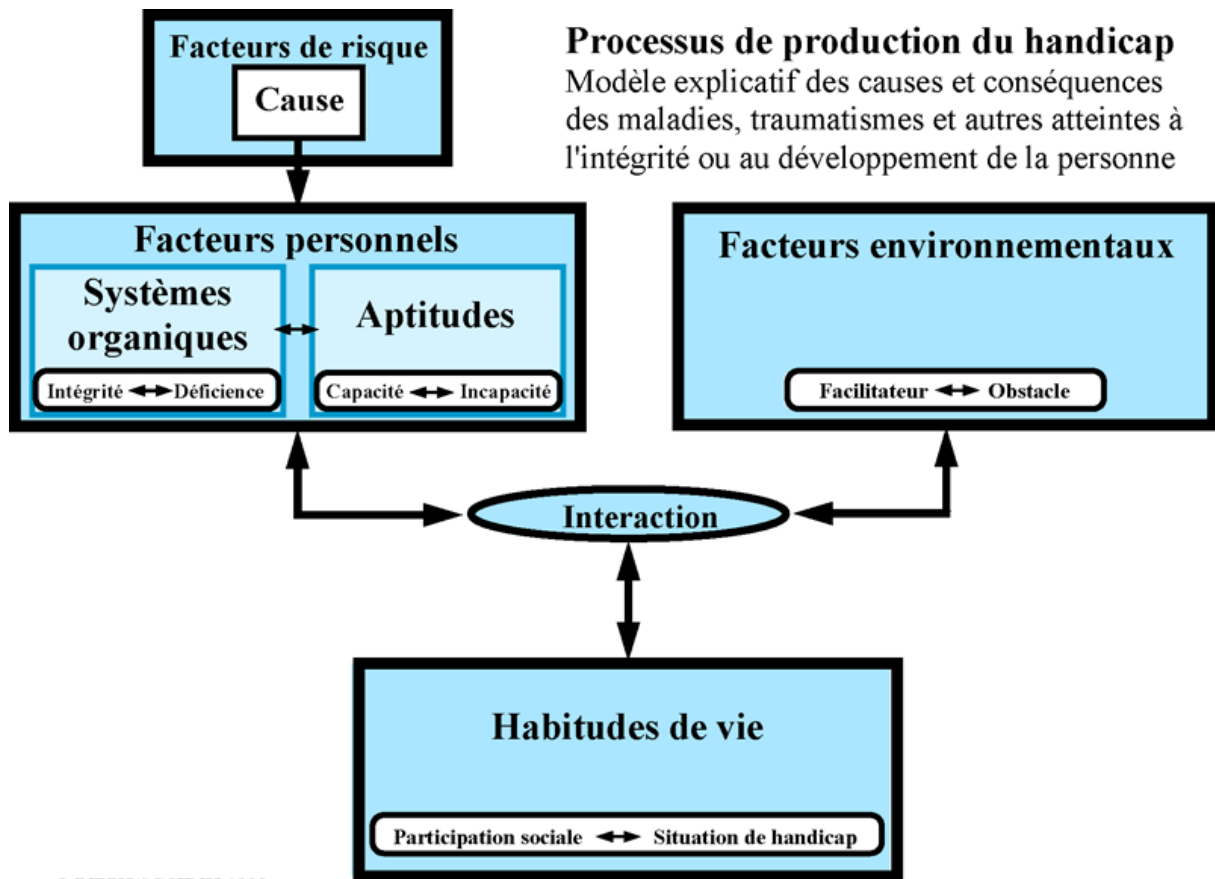 Facteurs de risque
Cause
Processus de production du handicap
Modèle explicatif des causes et conséquences
des maladies, traumatismes et autres atteintes à
l'intégrité ou au développement de la personne
Facteurs personnels
Systèmes
organiques
Intégrité Déficience
Aptitudes
Capacité Incapacité
Facteurs environnementaux
Facilitateur Obstacle
Interaction
Habitudes de vie
Participation sociale Situation de handicap